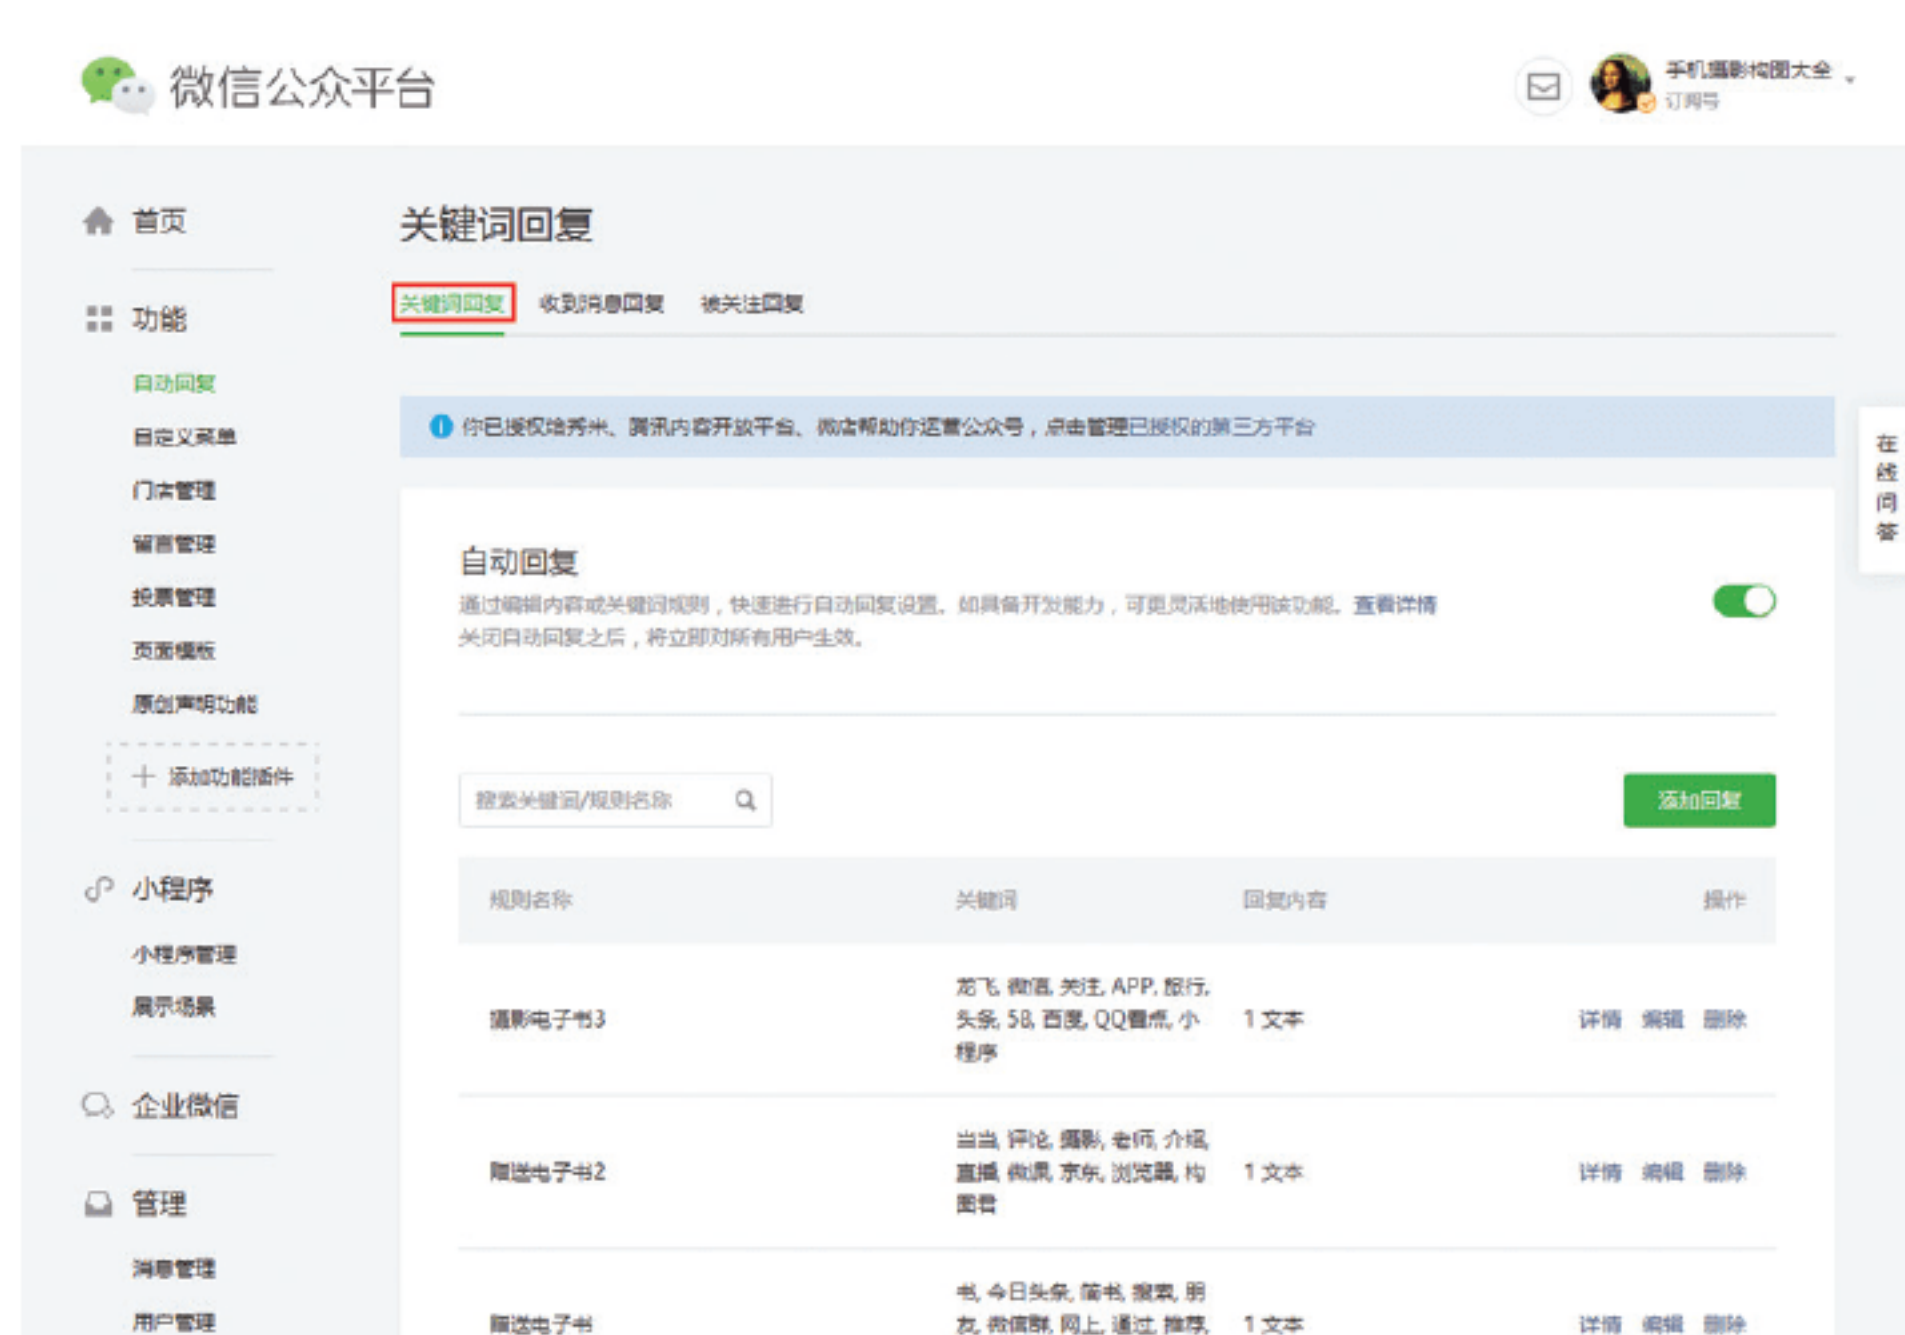 微信公众平台
手机摄影构图大全
订阅号
首页
功能
自动回复
自定义菜单
门店管理
留言管理
投票管理
页面模板
原创声明功能
添加功能插件
小程序
小程序管理
展示场景
企业微信
管理
消息管理
用户管理
关键词回复
关键词回复 收到消息回复 被关注回复
你已授权给秀米、腾讯内容开放平台、微店帮助你运营公众号，点击管理已授权的第三方平台
自动回复
通过编辑内容或关键词规则，快速进行自动回复设置。如具备开发能力，可更灵活地使用该功能。查看详情
关闭自动回复之后，将立即对所有用户生效。
搜索关键词/规则名称
添加回复
规则名称 关键词 回复内容 操作
摄影电子书3
龙飞, 微信, 关注, APP, 旅行,
头条, 58, 百度, QQ看点, 小
程序
1 文本
详情 编辑 删除
赠送电子书2
当当, 评论, 摄影, 老师, 介绍,
直播, 微课, 京东, 浏览器, 构
图君
1 文本
详情 编辑 删除
赠送电子书
书, 今日头条, 简书, 搜索, 朋
友, 微信群, 网上, 通过, 推荐,
1 文本
详情 编辑 删除
在线问答